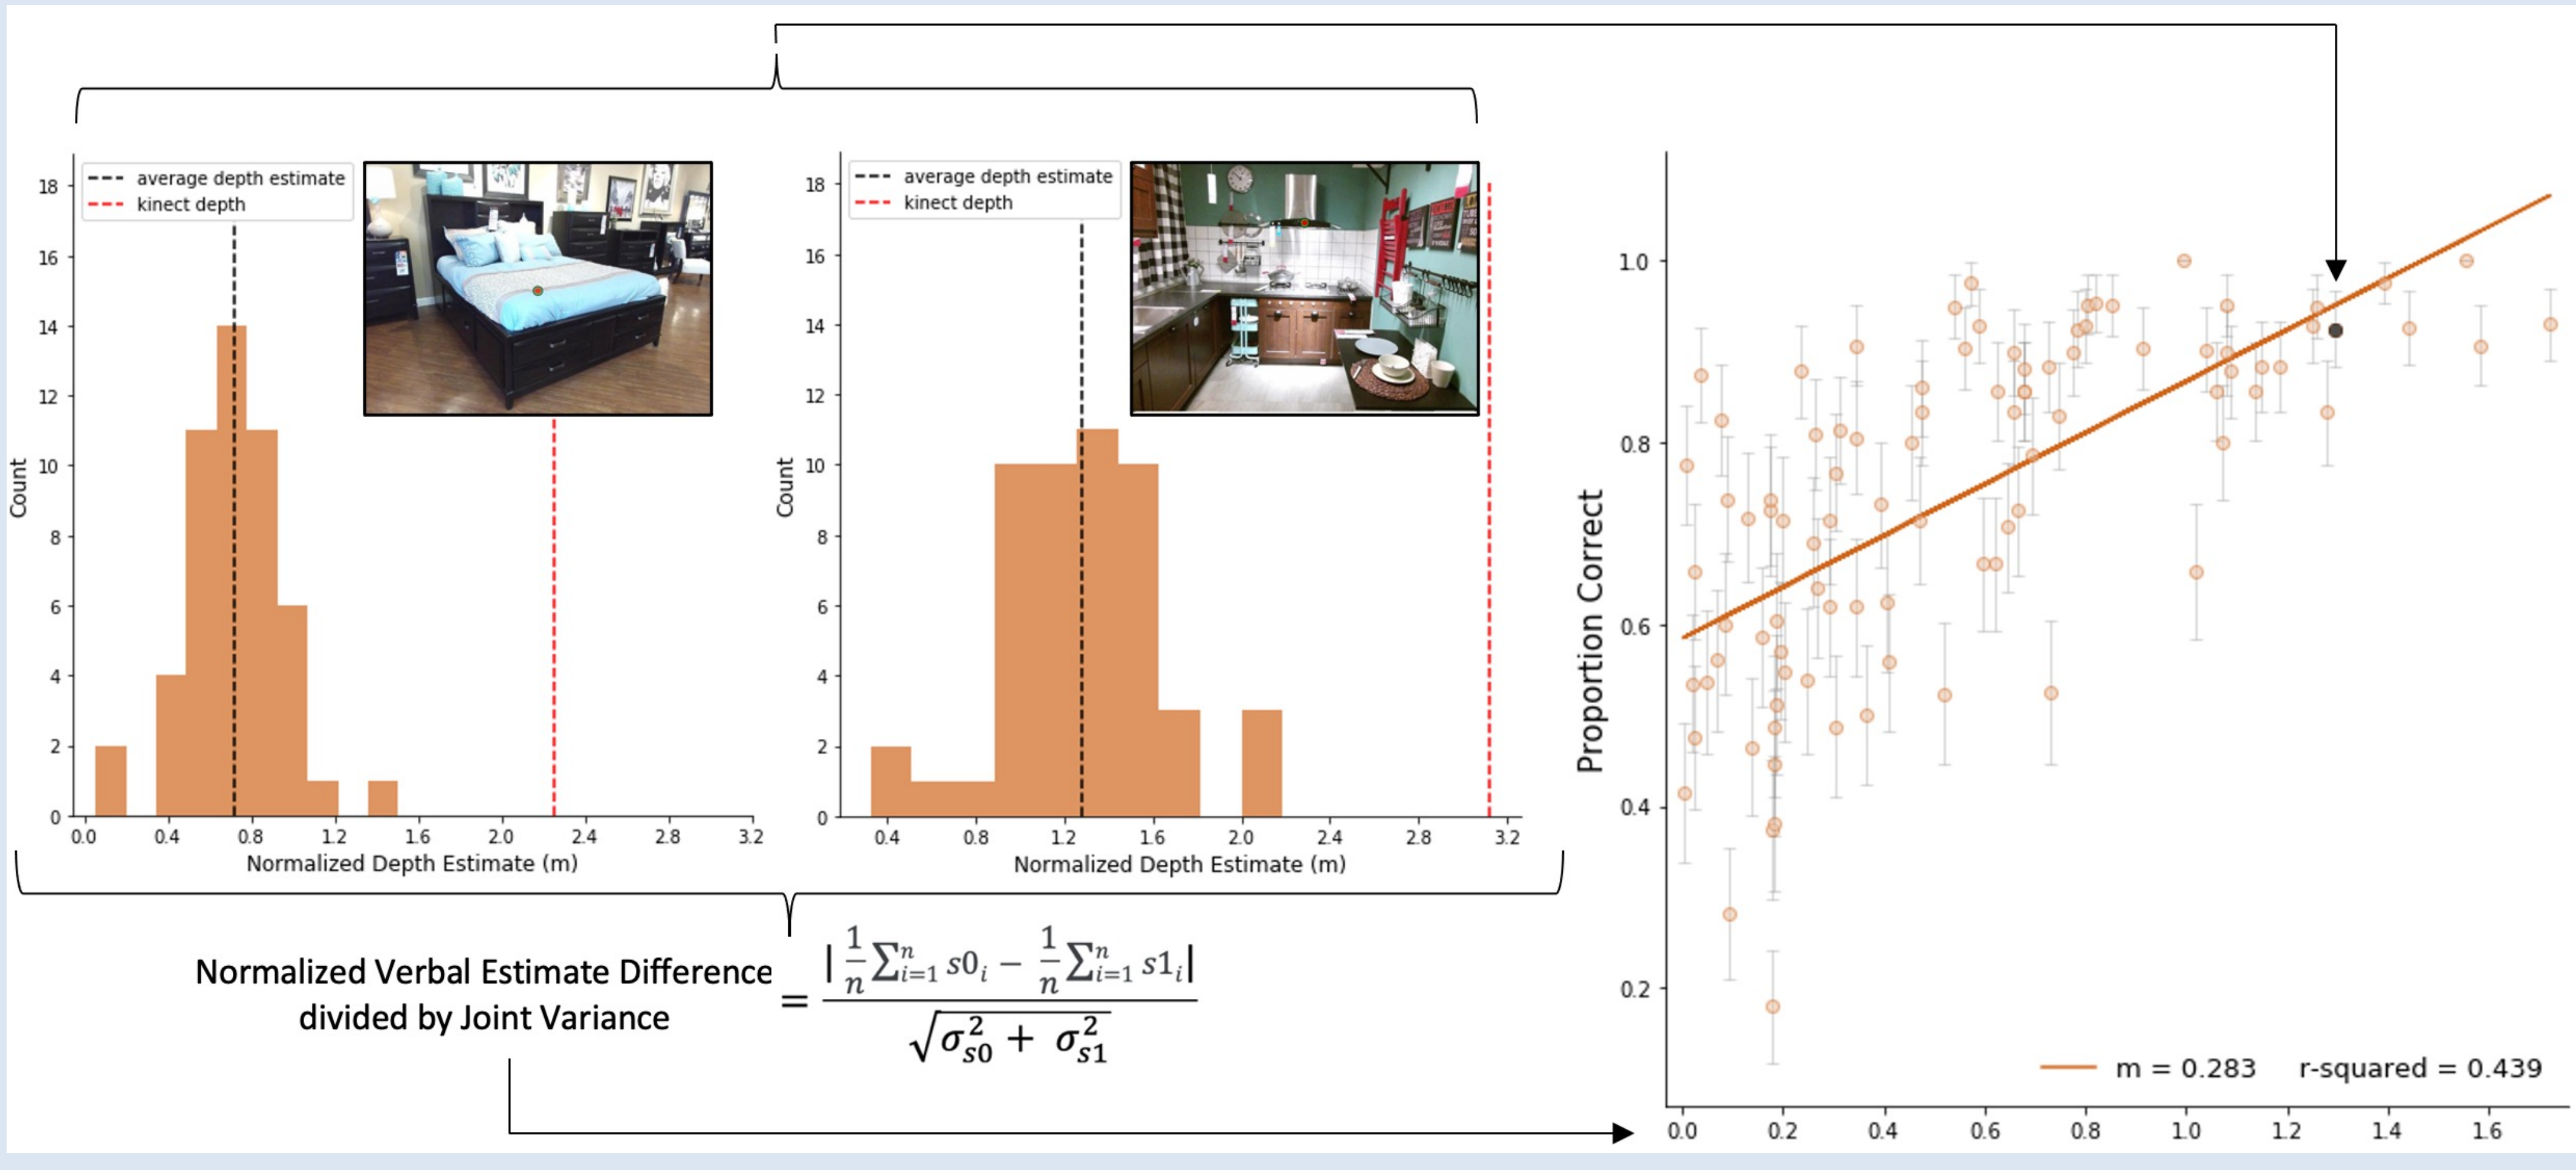 average depth estimate
kinect depth
18
16
14
12
10
8
6
4
2
0
Count
0.0 0.4 0.8 1.2 1.6 2.0 2.4 2.8 3.2
Normalized Depth Estimate (m)
average depth estimate
kinect depth
18
16
14
12
10
8
6
4
2
0
Count
0.4 0.8 1.2 1.6 2.0 2.4 2.8 3.2
Normalized Depth Estimate (m)
Normalized Verbal Estimate Difference
divided by Joint Variance
= | 1/n ∑ⁿᵢ₌₁ s0ᵢ − 1/n ∑ⁿᵢ₌₁ s1ᵢ| / √σ²ₛ₀ + σ²ₛ₁
1.0
0.8
0.6
0.4
0.2
Proportion Correct
m = 0.283 r-squared = 0.439
0.0 0.2 0.4 0.6 0.8 1.0 1.2 1.4 1.6